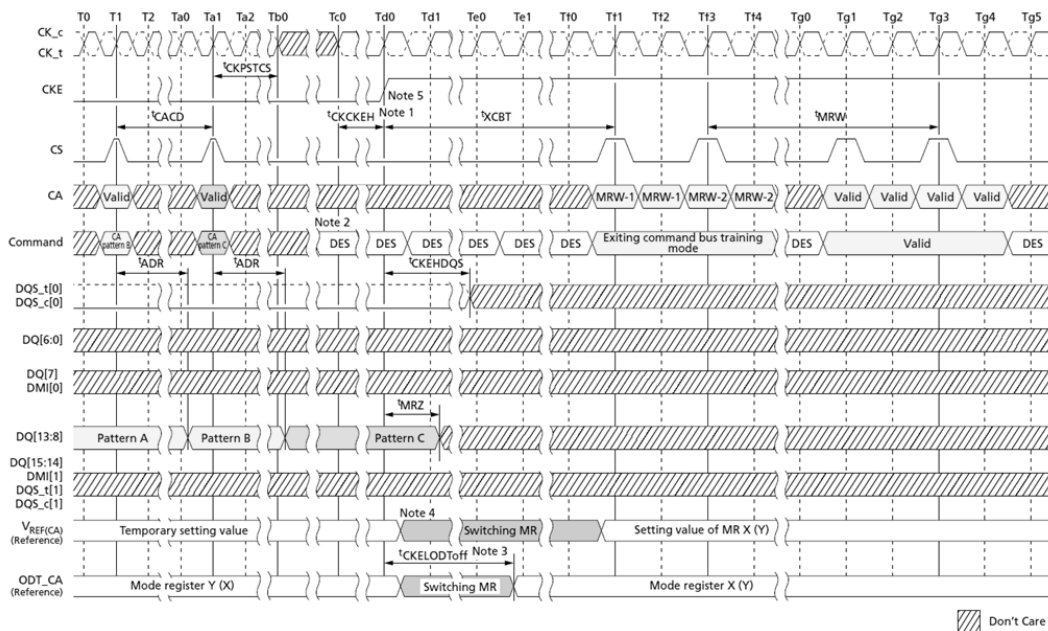 T0 T1 T2 Ta0 Ta1 Ta2 Tb0 Tc0 Td0 Td1 Te0 Te1 Tf0 Tf1 Tf3 Tf4 Tg0 Tg1 Tg2 Tg3 Tg4 Tg5
CK_c
CK_t
tCKPSTCS
CKE
Note 5
tCACD
tCKCKEH
Note 1
tXCBT
tMRW
CS
CA
Valid Valid MRW-1 MRW-1 MRW-2 MRW-2 Valid Valid Valid Valid
Note 2
Command
CA
pattern B
CA
pattern C
DES DES DES DES DES DES
Exiting command bus training
mode
DES Valid DES
tADR tADR tCKEHDQS
DQS_t[0]
DQS_c[0]
DQ[6:0]
DQ[7]
DMI[0]
tMRZ
DQ[13:8] Pattern A Pattern B Pattern C
DQ[15:14]
DMI[1]
DQS_t[1]
DQS_c[1]
Note 4
VREF(CA)
(Reference)
Temporary setting value Switching MR Setting value of MR X (Y)
tCKELODToff Note 3
ODT_CA
(Reference)
Mode register Y (X) Switching MR Mode register X (Y)
Don't Care